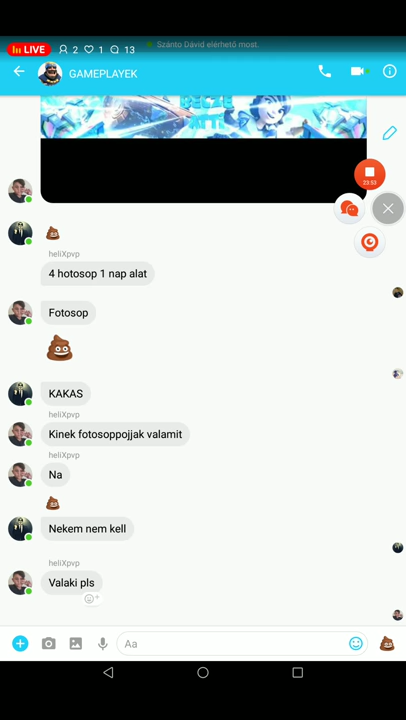 LIVE 2 1 13
Szánto Dávid elérhető most.
GAMEPLAYEK
23:53
heliXpvp
4 hotosop 1 nap alat
Fotosop
KAKAS
heliXpvp
Kinek fotosoppojjak valamit
heliXpvp
Na
Nekem nem kell
heliXpvp
Valaki pls
Aa